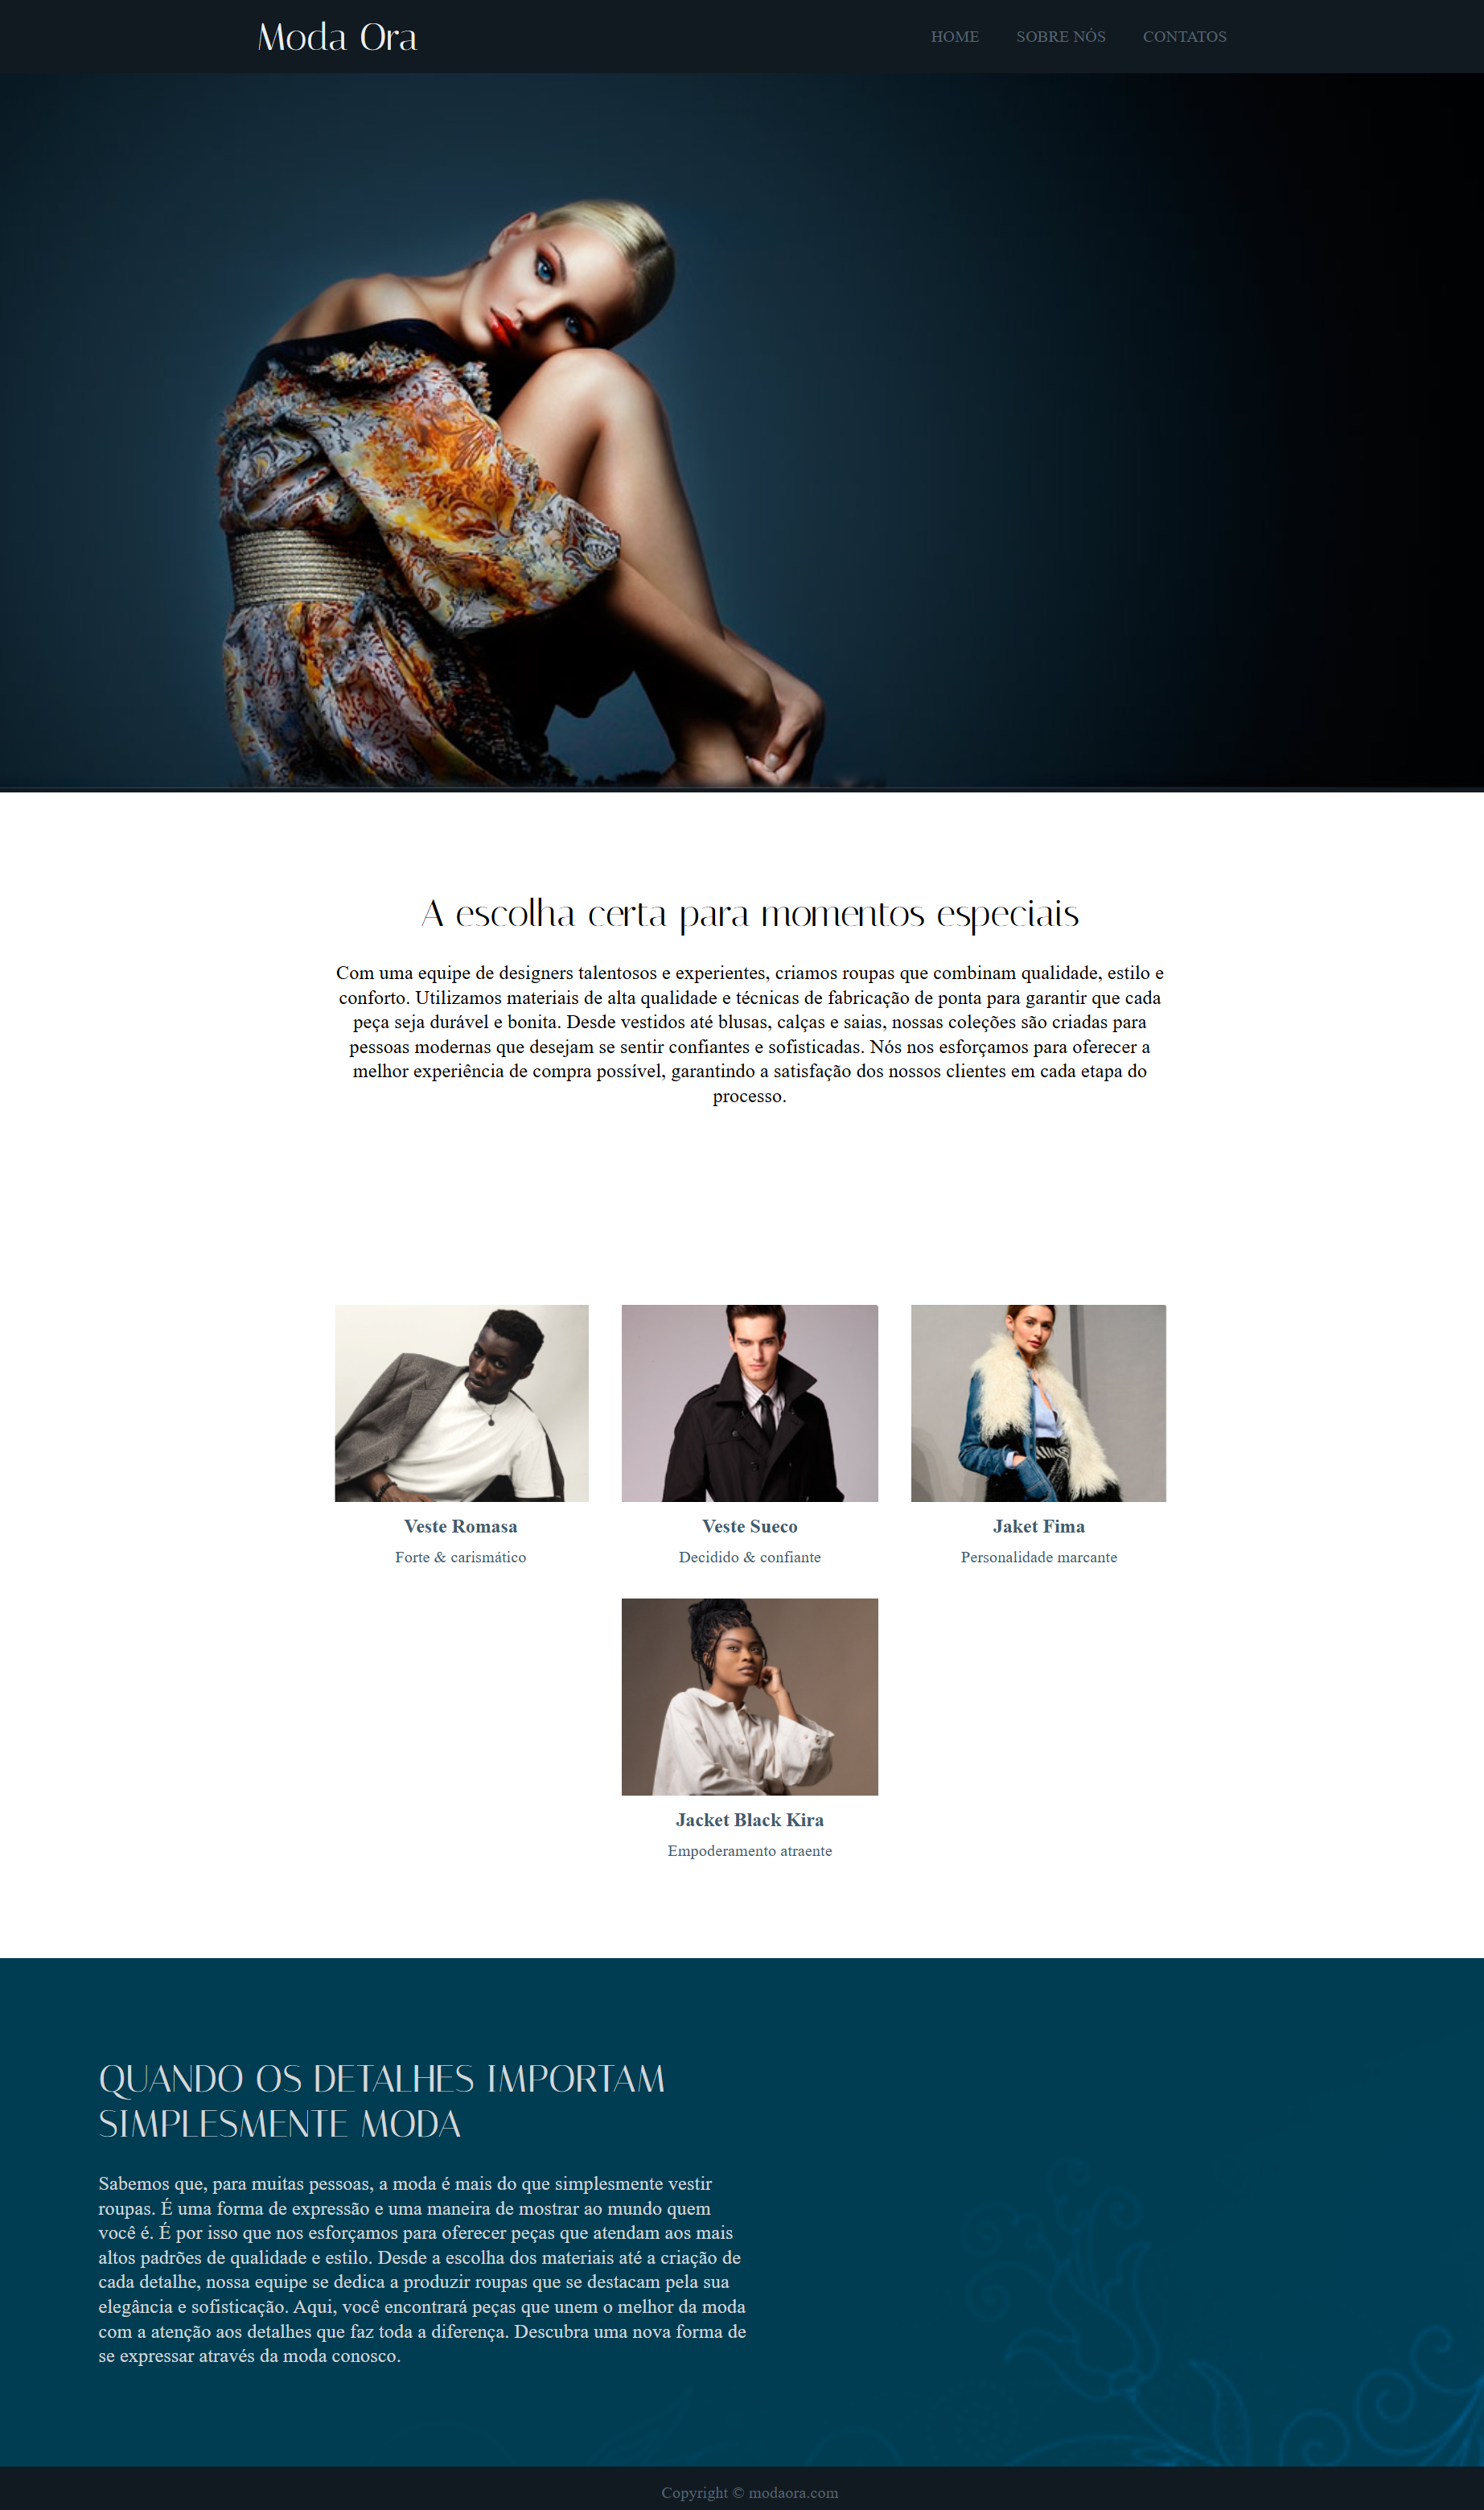 Moda Ora
HOME SOBRE NÓS CONTATOS
A escolha certa para momentos especiais
Com uma equipe de designers talentosos e experientes, criamos roupas que combinam qualidade, estilo e
conforto. Utilizamos materiais de alta qualidade e técnicas de fabricação de ponta para garantir que cada
peça seja durável e bonita. Desde vestidos até blusas, calças e saias, nossas coleções são criadas para
pessoas modernas que desejam se sentir confiantes e sofisticadas. Nós nos esforçamos para oferecer a
melhor experiência de compra possível, garantindo a satisfação dos nossos clientes em cada etapa do
processo.
Veste Romasa
Forte & carismático
Veste Sueco
Decidido & confiante
Jaket Fima
Personalidade marcante
Jacket Black Kira
Empoderamento atraente
QUANDO OS DETALHES IMPORTAM
SIMPLESMENTE MODA
Sabemos que, para muitas pessoas, a moda é mais do que simplesmente vestir
roupas. É uma forma de expressão e uma maneira de mostrar ao mundo quem
você é. É por isso que nos esforçamos para oferecer peças que atendam aos mais
altos padrões de qualidade e estilo. Desde a escolha dos materiais até a criação de
cada detalhe, nossa equipe se dedica a produzir roupas que se destacam pela sua
elegância e sofisticação. Aqui, você encontrará peças que unem o melhor da moda
com a atenção aos detalhes que faz toda a diferença. Descubra uma nova forma de
se expressar através da moda conosco.
Copyright © modaora.com